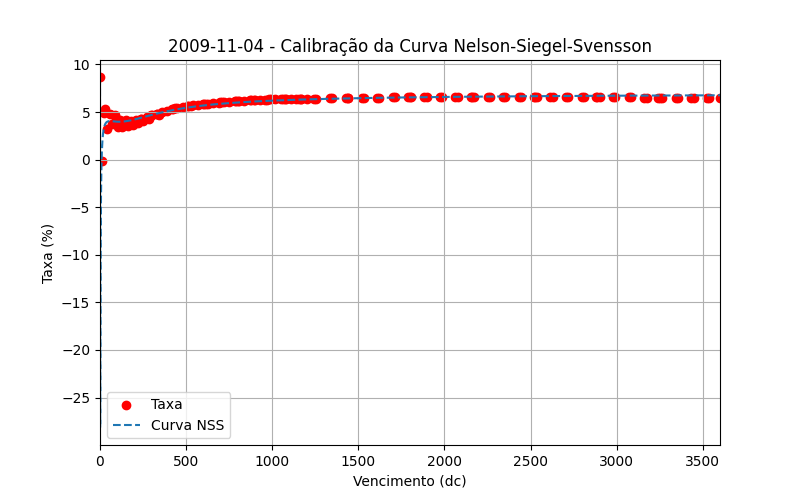 2009-11-04 - Calibração da Curva Nelson-Siegel-Svensson
Taxa (%)
10
5
0
−5
−10
−15
−20
−25
Taxa
Curva NSS
0 500 1000 1500 2000 2500 3000 3500
Vencimento (dc)